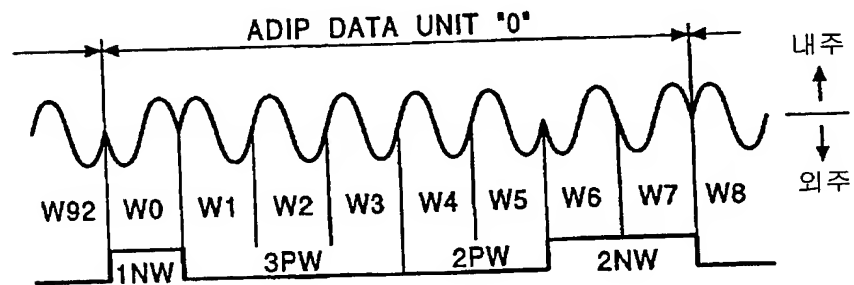 ADIP DATA UNIT "0"
내주
외주
W92 W0 W1 W2 W3 W4 W5 W6 W7 W8
1NW 3PW 2PW 2NW